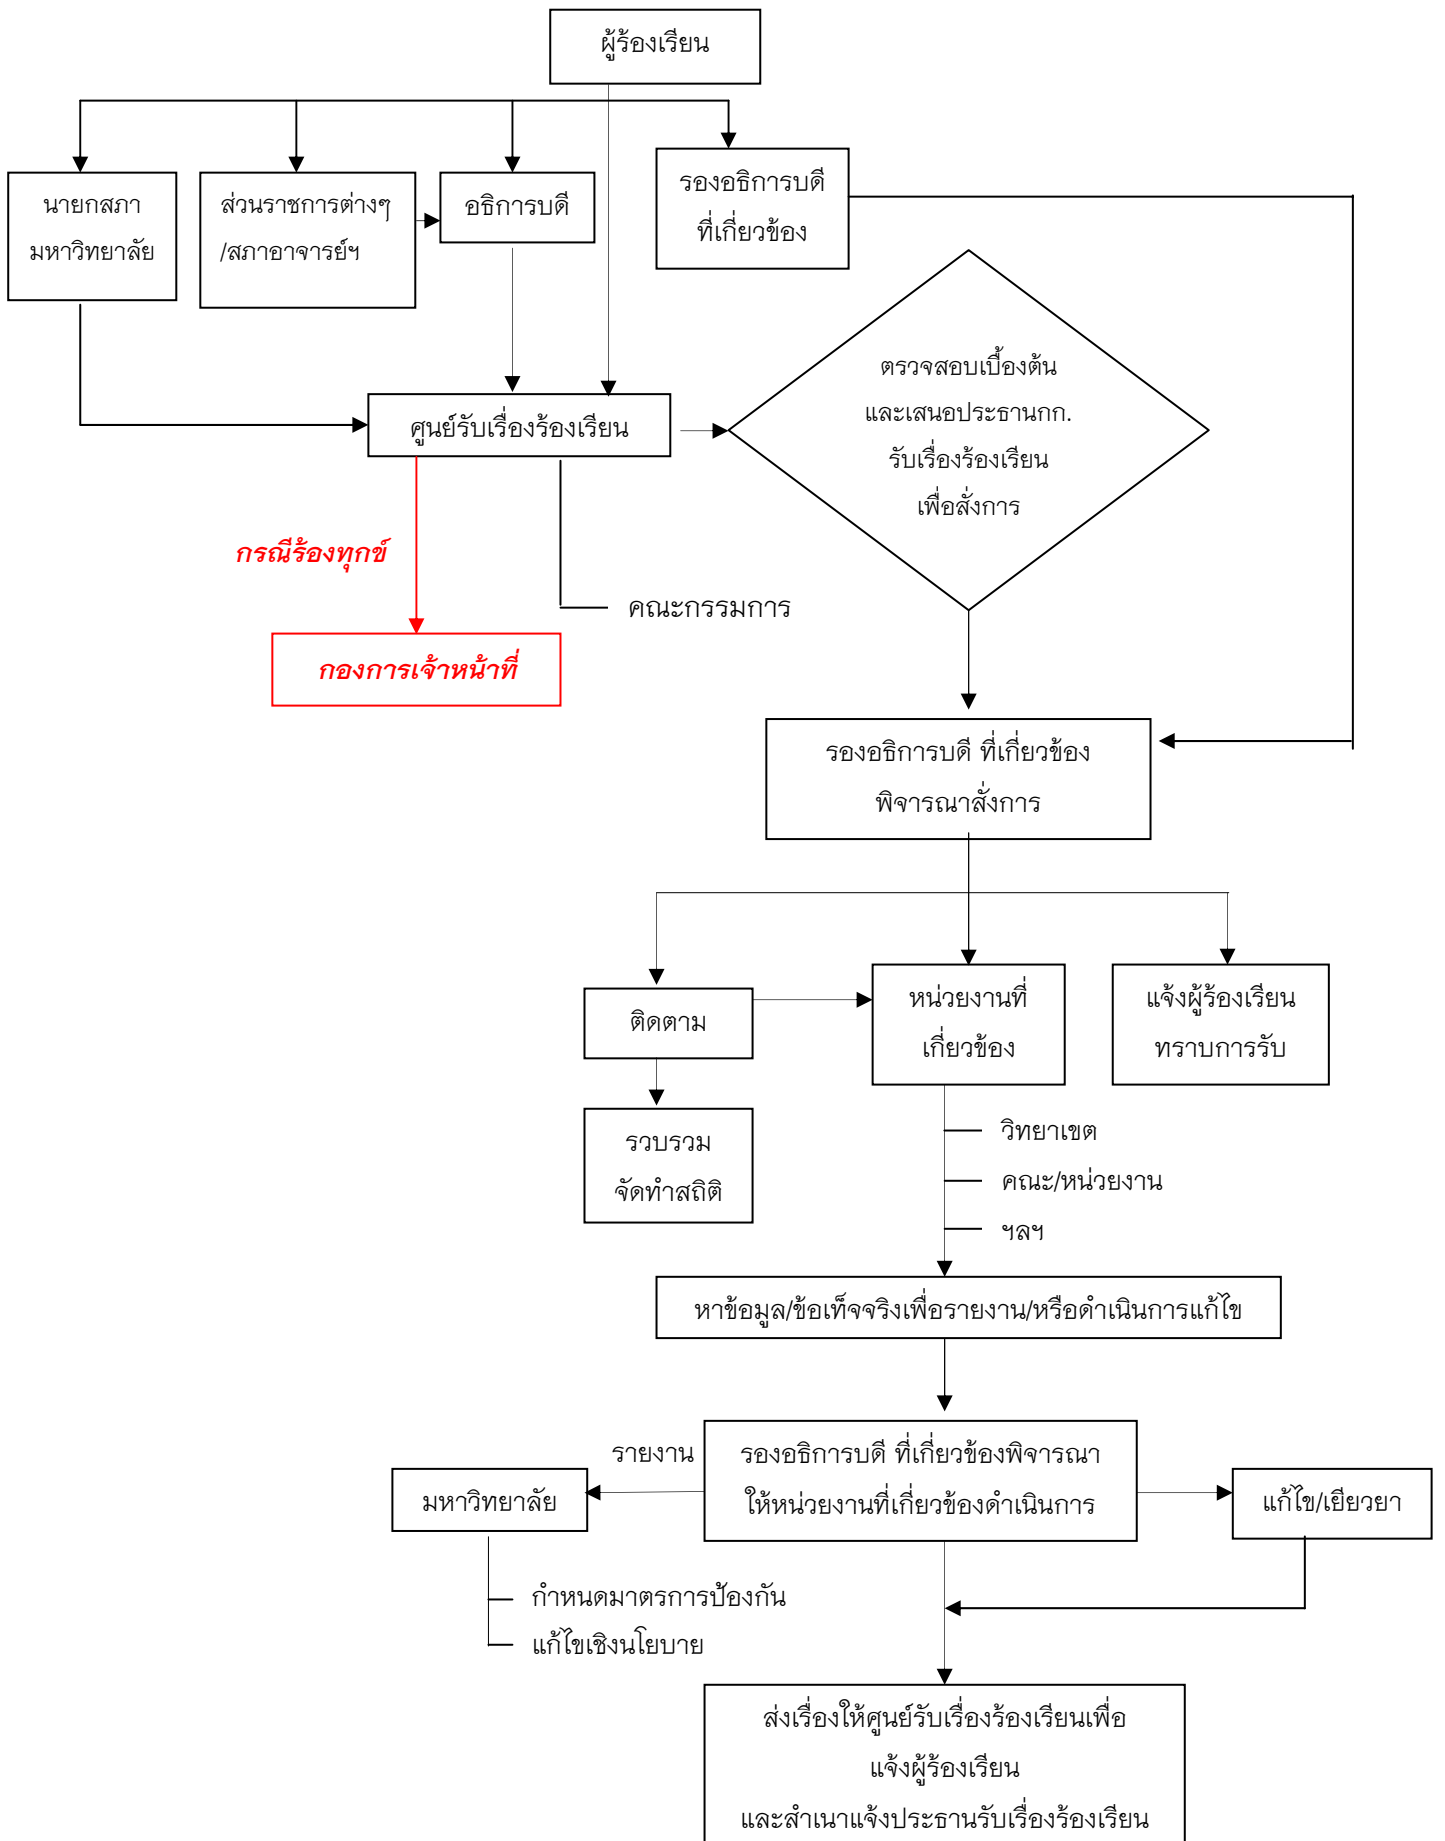 ผู้ร้องเรียน
นายกสภา
มหาวิทยาลัย
ส่วนราชการต่างๆ
/สภาอาจารย์ฯ
อธิการบดี
รองอธิการบดี
ที่เกี่ยวข้อง
ตรวจสอบเบื้องต้น
และเสนอประธานกก.
รับเรื่องร้องเรียน
เพื่อสั่งการ
ศูนย์รับเรื่องร้องเรียน
กรณีร้องทุกข์
คณะกรรมการ
กองการเจ้าหน้าที่
รองอธิการบดี ที่เกี่ยวข้อง
พิจารณาสั่งการ
ติดตาม
หน่วยงานที่
เกี่ยวข้อง
แจ้งผู้ร้องเรียน
ทราบการรับ
รวบรวม
จัดทำสถิติ
วิทยาเขต
คณะ/หน่วยงาน
ฯลฯ
หาข้อมูล/ข้อเท็จจริงเพื่อรายงาน/หรือดำเนินการแก้ไข
รายงาน
รองอธิการบดี ที่เกี่ยวข้องพิจารณา
ให้หน่วยงานที่เกี่ยวข้องดำเนินการ
มหาวิทยาลัย
แก้ไข/เยียวยา
กำหนดมาตรการป้องกัน
แก้ไขเชิงนโยบาย
ส่งเรื่องให้ศูนย์รับเรื่องร้องเรียนเพื่อ
แจ้งผู้ร้องเรียน
และสำเนาแจ้งประธานรับเรื่องร้องเรียน